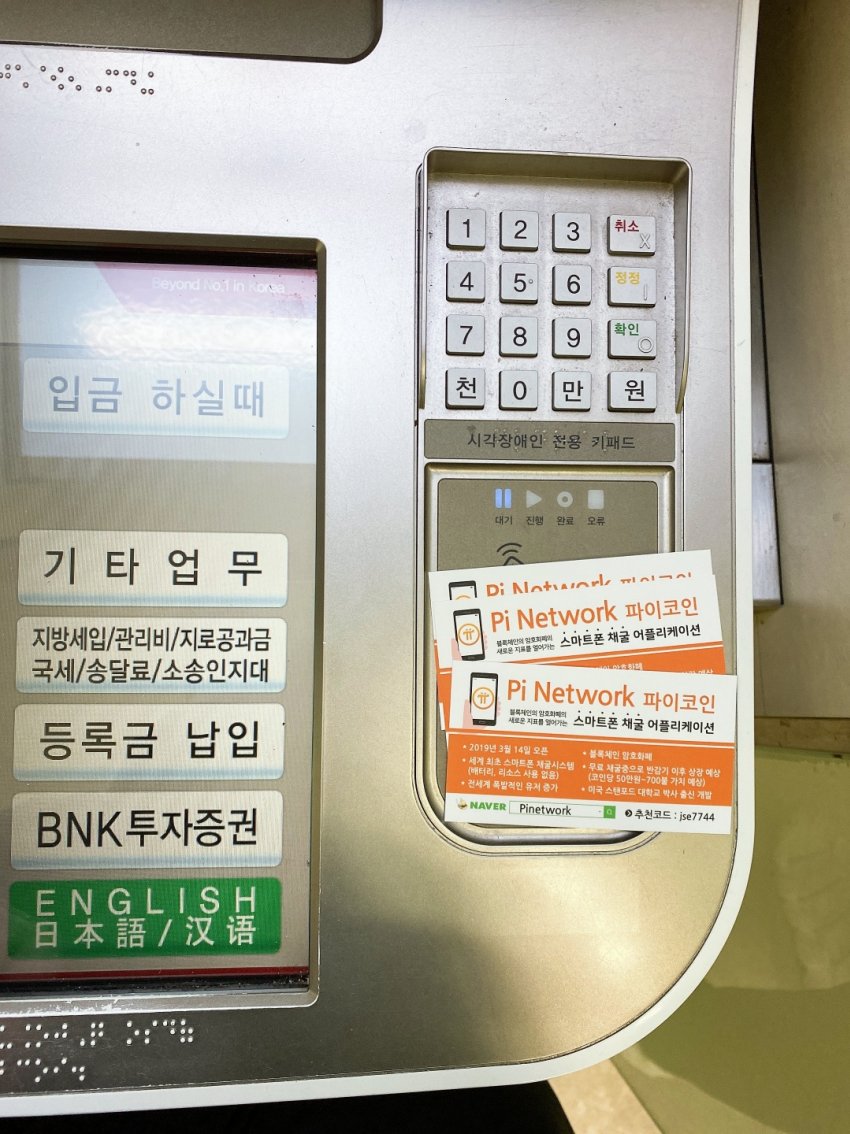 Beyond No.1 in Korea
입금 하실때
기타업무
지방세입/관리비/지로공과금
국세/송달료/소송인지대
등록금 납입
BNK투자증권
ENGLISH
日本語/汉语
1 2 3 취소
4 5 6 정정
7 8 9 확인
천 0 만 원
시각장애인 전용 키패드
대기 진행 완료 오류
Pi Network 파이코인
Pi Network 파이코인
블록체인의 암호화폐의
새로운 지표를 열어가는 스마트폰 채굴 어플리케이션
Pi Network 파이코인
블록체인의 암호화폐의
새로운 지표를 열어가는 스마트폰 채굴 어플리케이션
• 2019년 3월 14일 오픈
• 세계 최초 스마트폰 채굴시스템
(배터리, 리소스 사용 없음)
• 전세계 폭발적인 유저 증가
• 블록체인 암호화폐
• 무료 채굴중으로 반감기 이후 상장 예상
(코인당 50만원~700불 가치 예상)
• 미국 스탠포드 대학교 박사 출신 개발
NAVER Pinetwork 추천코드 : jse7744